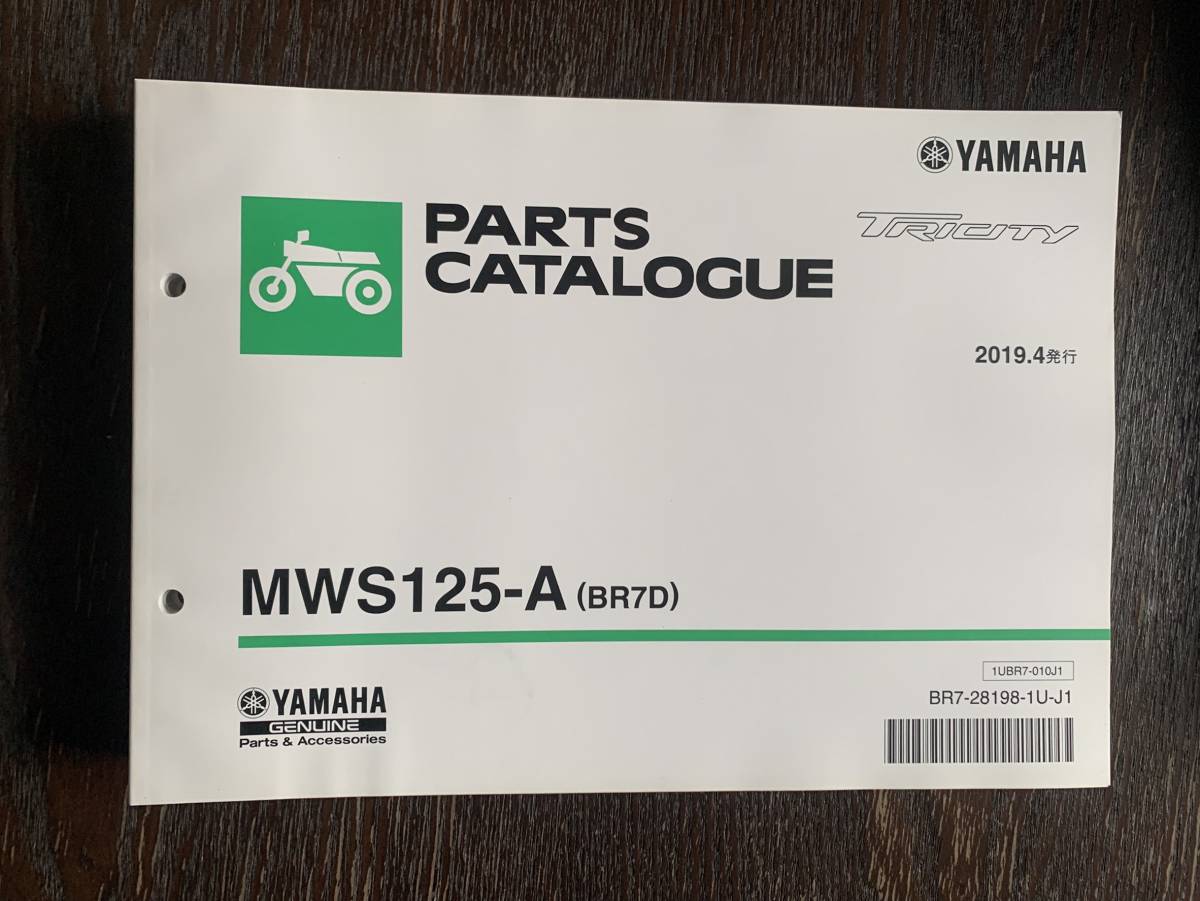 YAMAHA
TRICITY
PARTS
CATALOGUE
2019.4発行
MWS125-A (BR7D)
1UBR7-010J1
BR7-28198-1U-J1
YAMAHA
GENUINE
Parts & Accessories